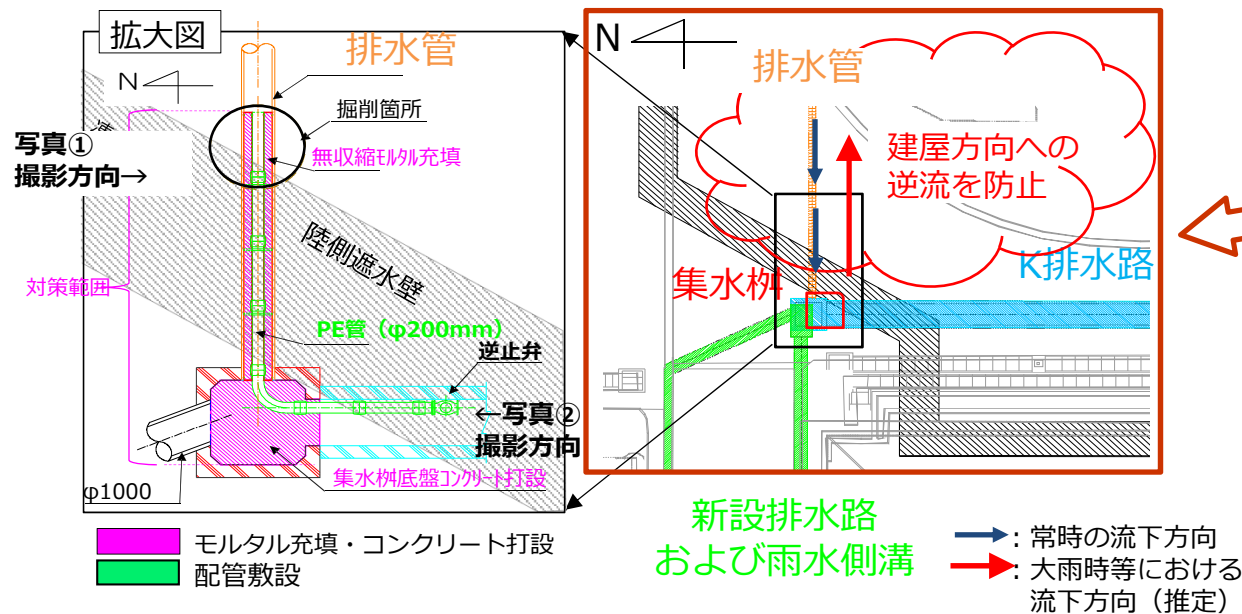 拡大図
排水管
N
掘削箇所
写真①
撮影方向→
無収縮ﾓﾙﾀﾙ充填
陸側遮水壁
対策範囲
PE管（φ200mm）
逆止弁
←写真②
撮影方向
集水桝底盤ｺﾝｸﾘｰﾄ打設
φ1000
モルタル充填・コンクリート打設
配管敷設
N
排水管
建屋方向への
逆流を防止
K排水路
集水桝
新設排水路
および雨水側溝
：常時の流下方向
：大雨時等における
流下方向（推定）